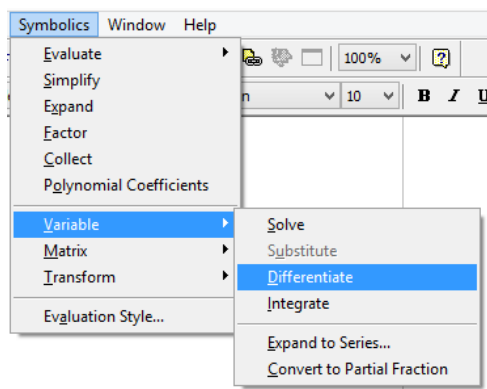 Symbolics Window Help
Evaluate
Simplify
Expand
Factor
Collect
Polynomial Coefficients
Variable
Matrix
Transform
Evaluation Style...
100%
10 B I U
Solve
Substitute
Differentiate
Integrate
Expand to Series...
Convert to Partial Fraction